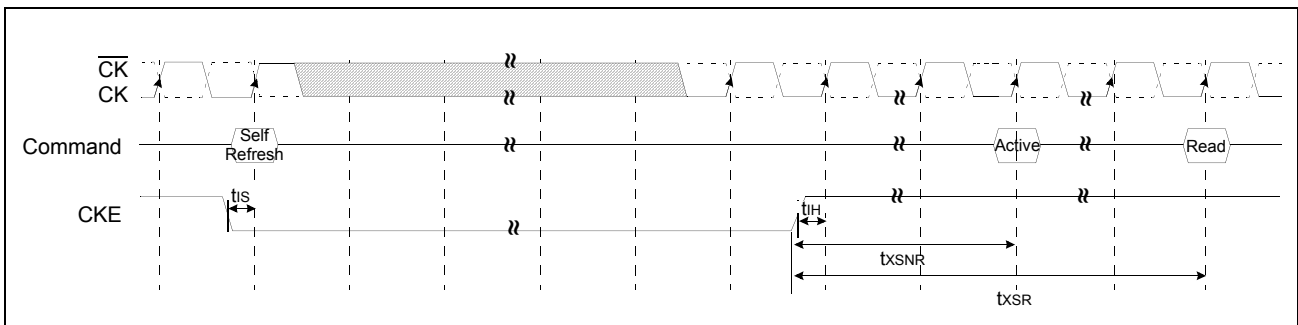 CK
CK
Command
Self
Refresh
Active
Read
CKE
tIS
tIH
tXSNR
tXSR